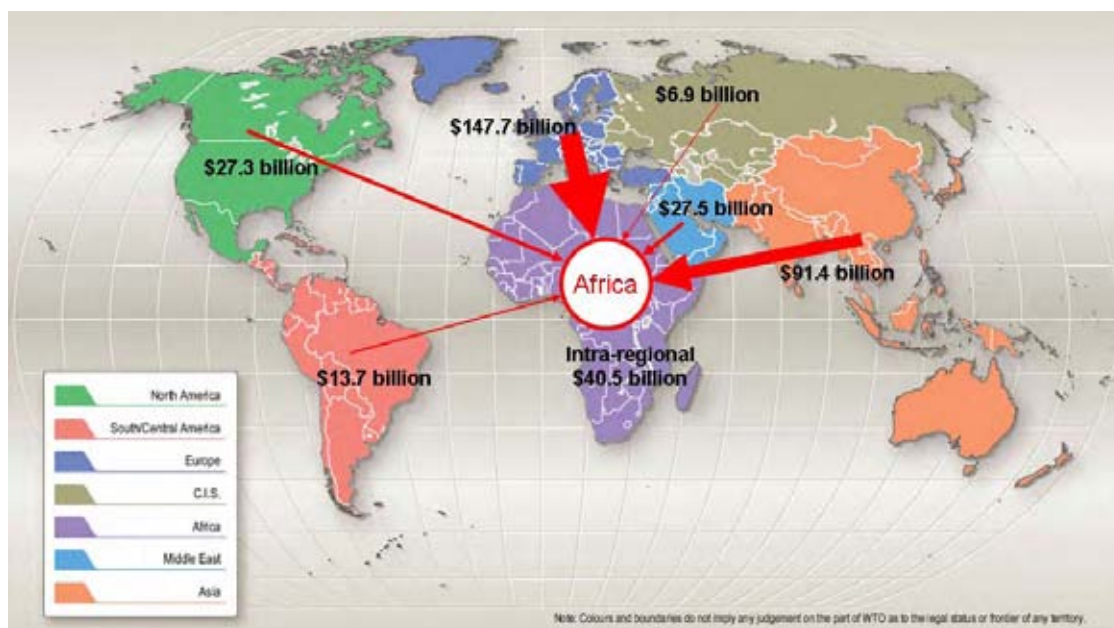 $6.9 billion
$147.7 billion
$27.3 billion
$27.5 billion
$91.4 billion
Africa
Intra-regional
$40.5 billion
$13.7 billion
North America
South/Central America
Europe
C.I.S.
Africa
Middle East
Asia
Note: Colours and boundaries do not imply any judgement on the part of WTO as to the legal status or frontier of any territory.